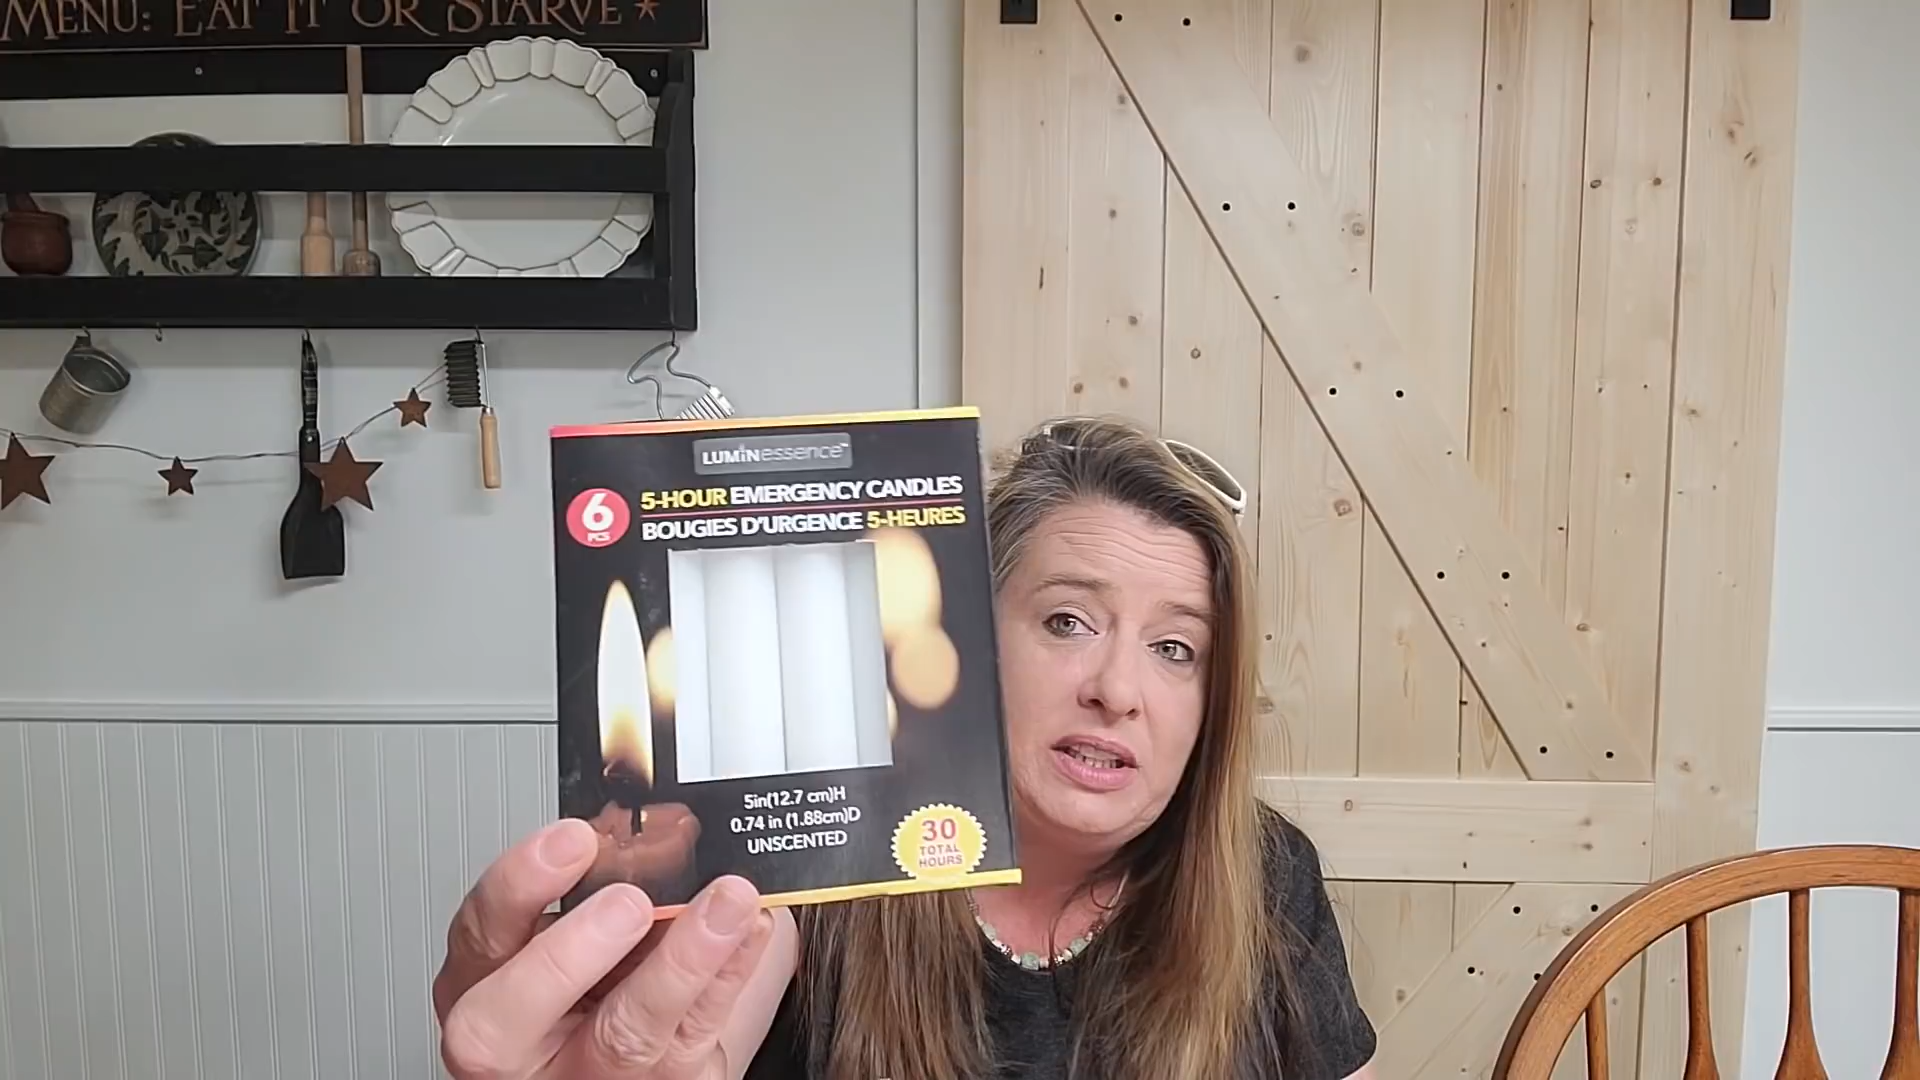 MENU: EAT IT OR STARVE
LUMiNessence™
6
PCS
5-HOUR EMERGENCY CANDLES
BOUGIES D'URGENCE 5-HEURES
5in(12.7 cm)H
0.74 in (1.88cm)D
UNSCENTED
30
TOTAL
HOURS